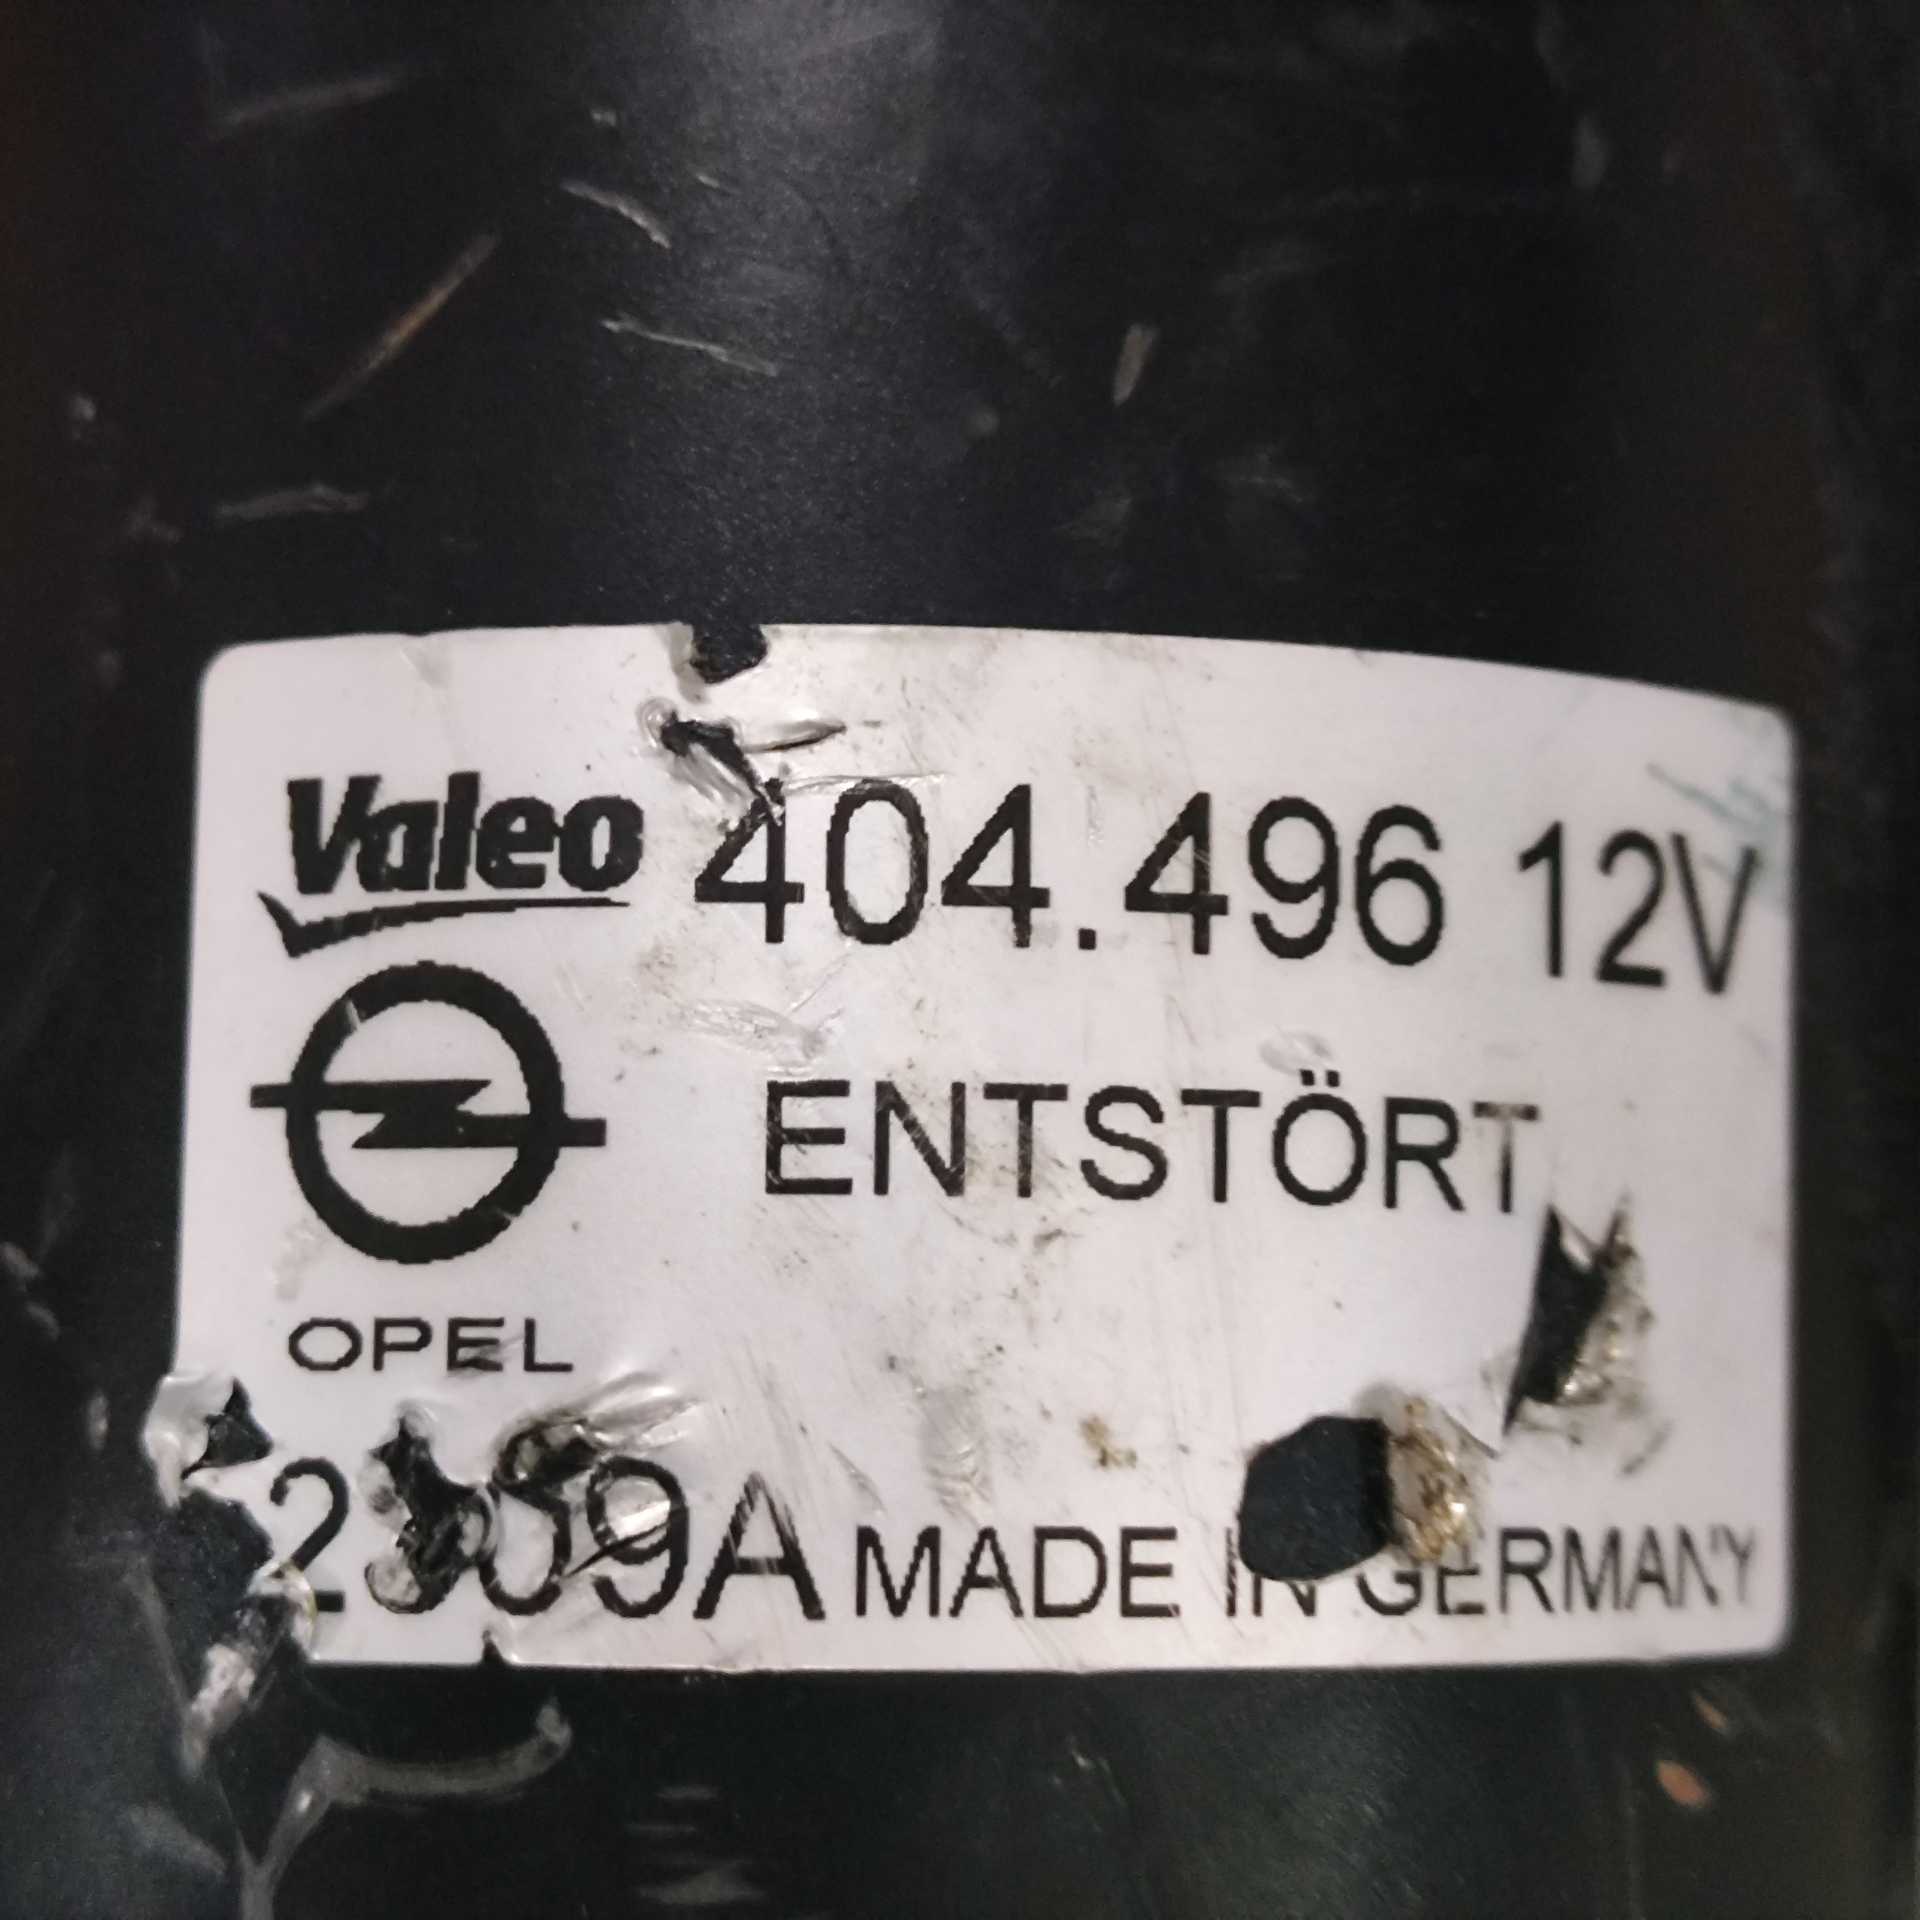 Valeo 404.496 12V
ENTSTÖRT
OPEL
MADE IN GERMANY